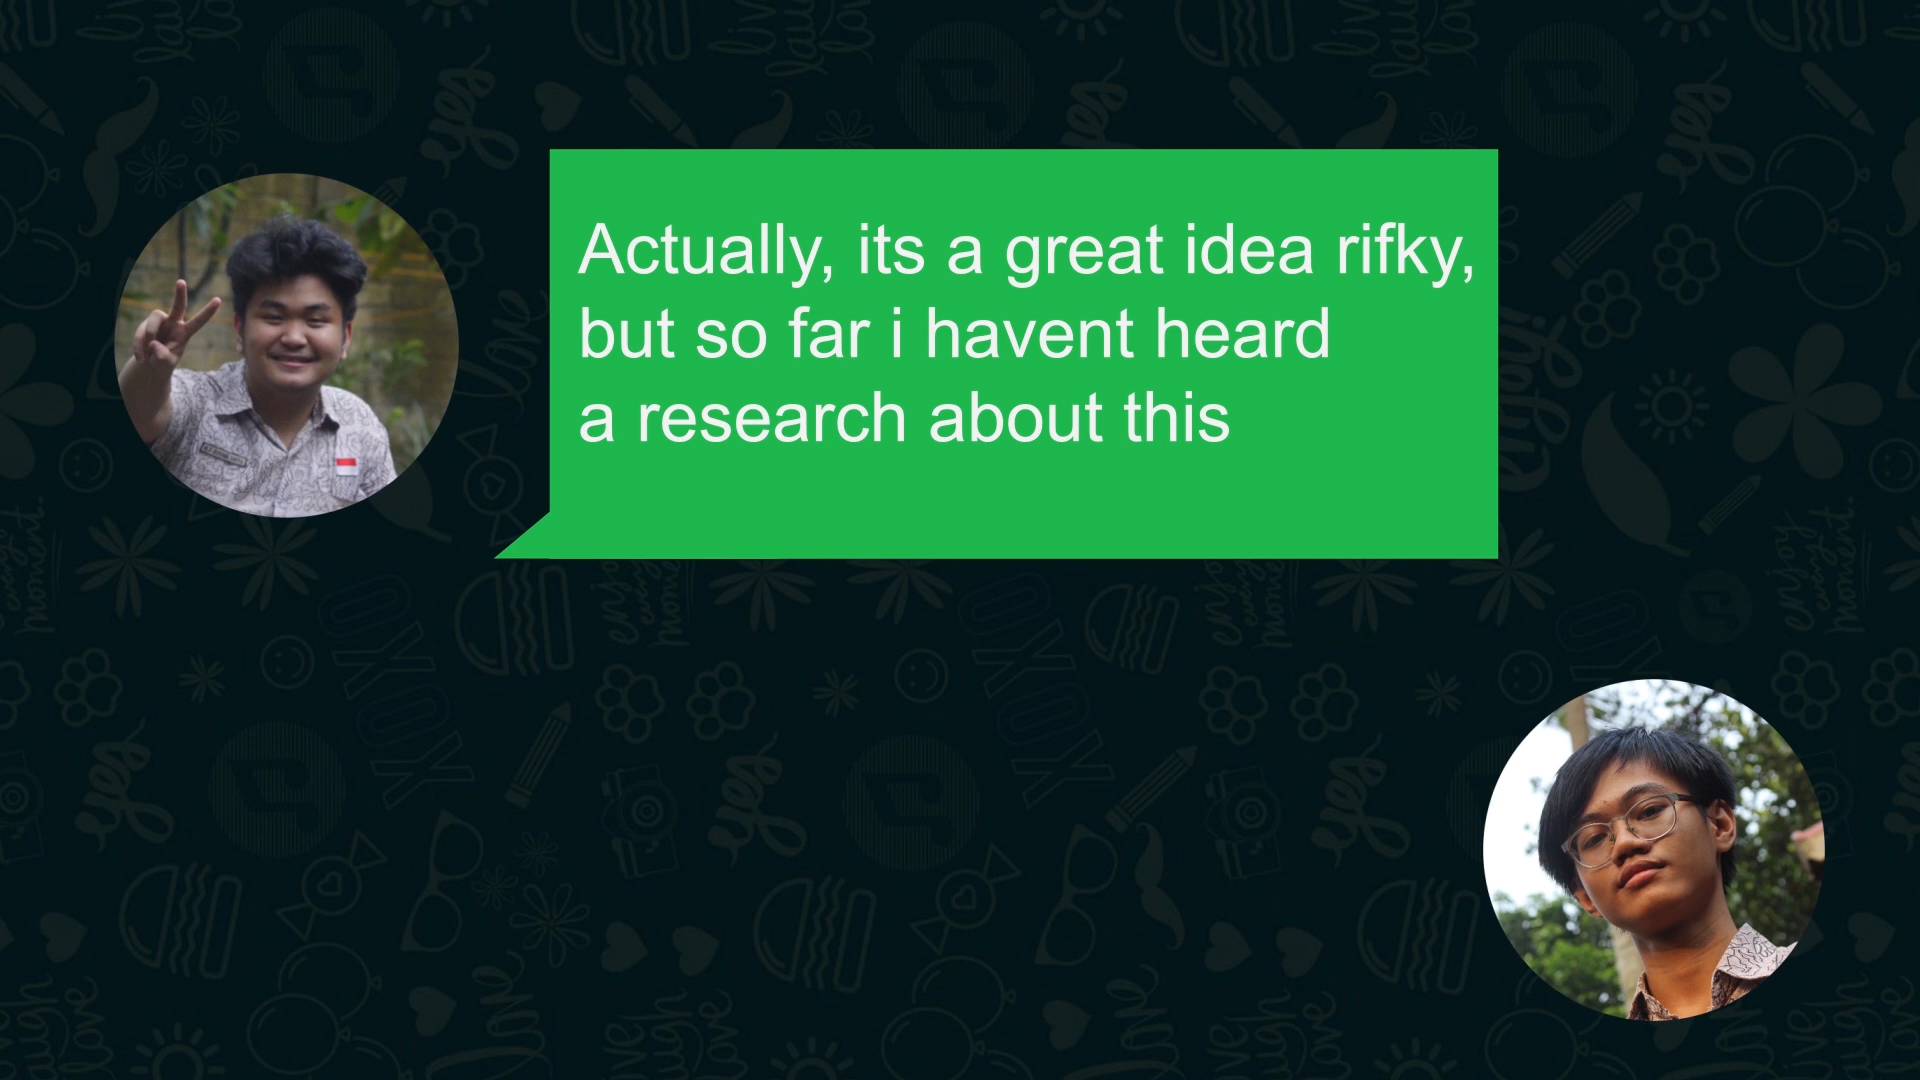 Actually, its a great idea rifky,
but so far i havent heard
a research about this